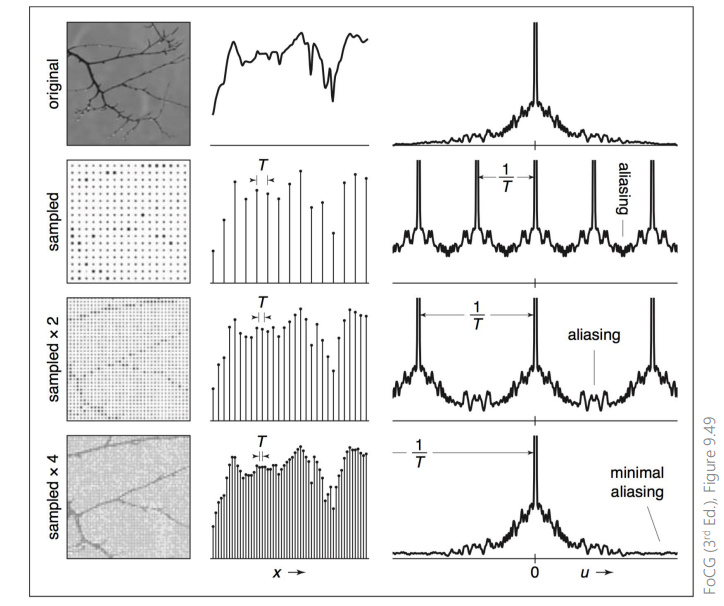 original
sampled
T
1
T
aliasing
sampled × 2
T
1
T
aliasing
sampled × 4
T
1
T
minimal
aliasing
x →
0
u →
FoCG (3rd Ed.), Figure 9.49